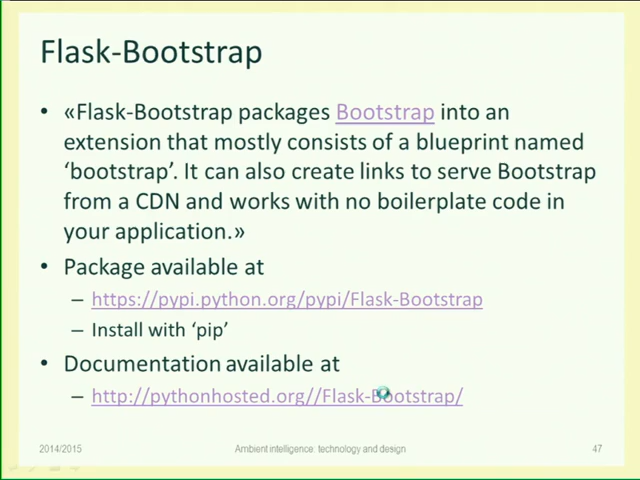 Flask-Bootstrap
• «Flask-Bootstrap packages Bootstrap into an
extension that mostly consists of a blueprint named
‘bootstrap’. It can also create links to serve Bootstrap
from a CDN and works with no boilerplate code in
your application.»
• Package available at
– https://pypi.python.org/pypi/Flask-Bootstrap
– Install with ‘pip’
• Documentation available at
– http://pythonhosted.org//Flask-Bootstrap/
2014/2015 Ambient intelligence: technology and design 47